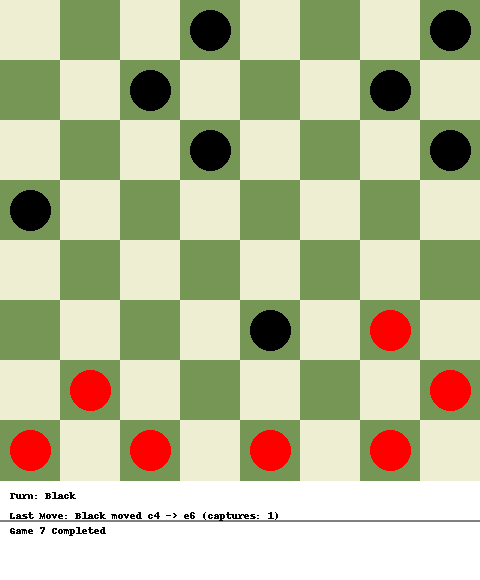 Turn: Black
Last Move: Black moved c4 -> e6 (captures: 1)
Game 7 Completed